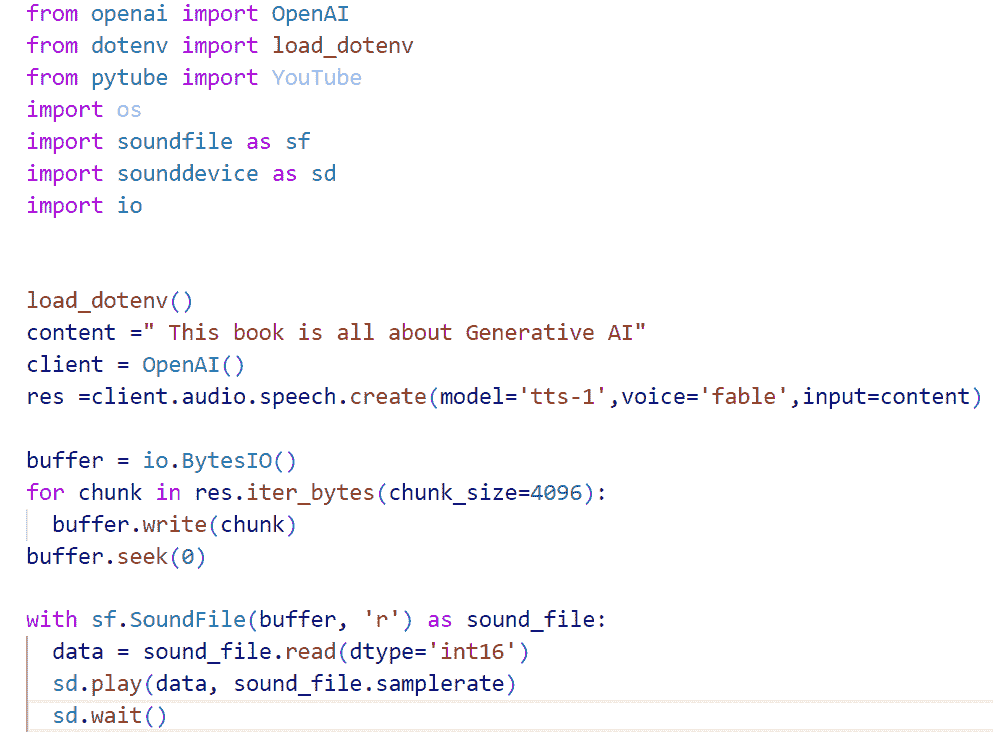 from openai import OpenAI
from dotenv import load_dotenv
from pytube import YouTube
import os
import soundfile as sf
import sounddevice as sd
import io
load_dotenv()
content =" This book is all about Generative AI"
client = OpenAI()
res =client.audio.speech.create(model='tts-1',voice='fable',input=content)
buffer = io.BytesIO()
for chunk in res.iter_bytes(chunk_size=4096):
  buffer.write(chunk)
buffer.seek(0)
with sf.SoundFile(buffer, 'r') as sound_file:
  data = sound_file.read(dtype='int16')
  sd.play(data, sound_file.samplerate)
  sd.wait()